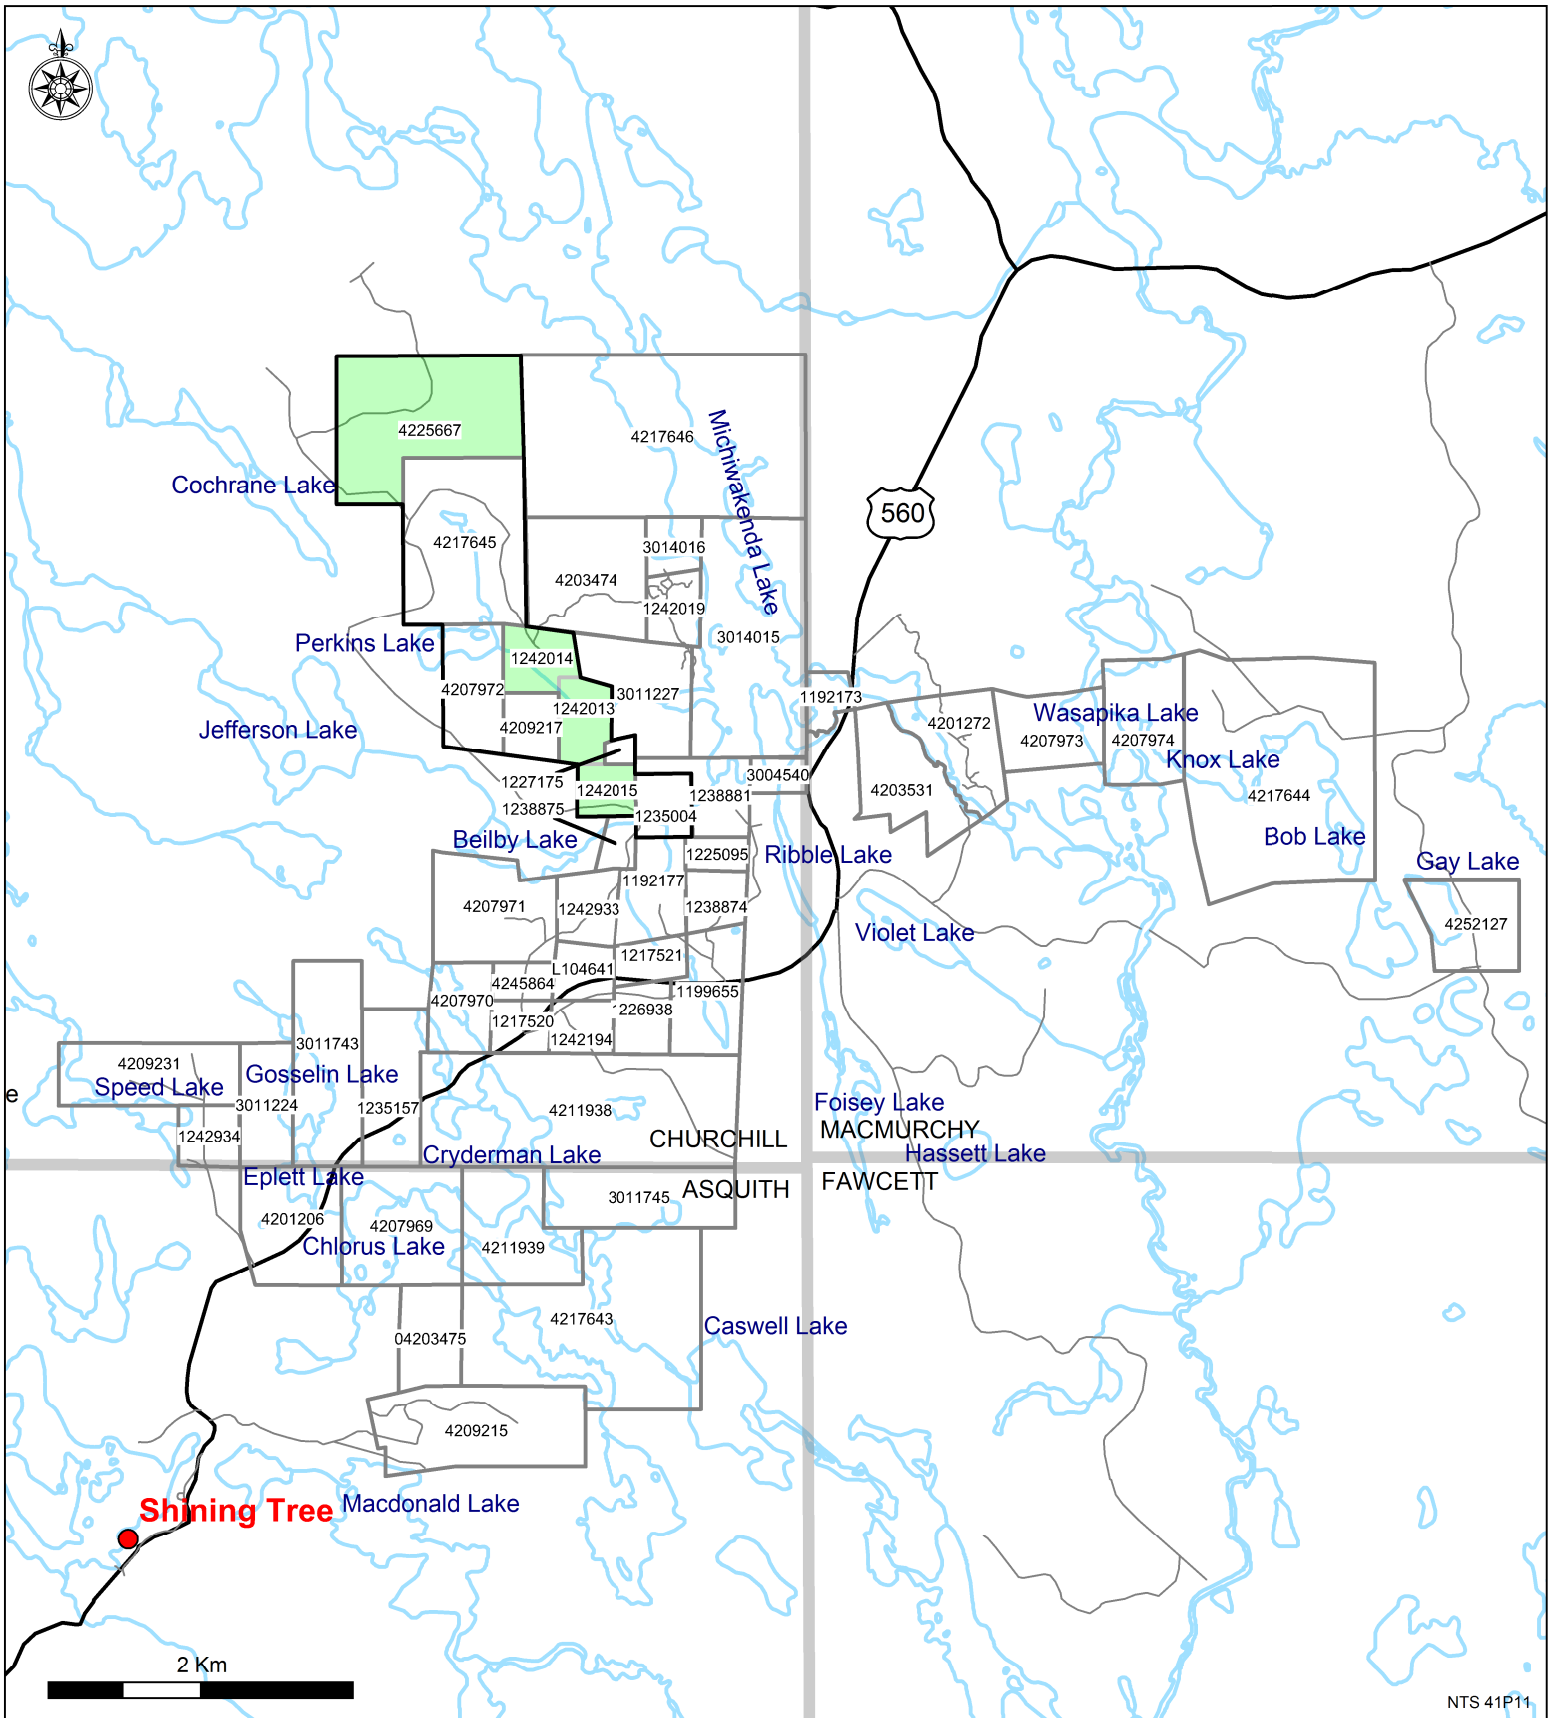 4225667
4217646
Michiwakenda Lake
Cochrane Lake
560
4217645
3014016
4203474
1242019
3014015
Perkins Lake
1242014
4207972
3011227
1192173
1242013
4209217
4201272
Wasapika Lake
Jefferson Lake
4207973
4207974
Knox Lake
1227175
1242015
3004540
1238881
4203531
4217644
1238875
1235004
Beilby Lake
Bob Lake
1225095
Ribble Lake
Gay Lake
1192177
4207971
1242933
1238874
Violet Lake
4252127
1217521
L104641
4245864
4207970
1199655
226938
1217520
1242194
3011743
4209231
Speed Lake
Gosselin Lake
e
3011224
1235157
4211938
Foisey Lake
1242934
CHURCHILL
MACMURCHY
Cryderman Lake
Hassett Lake
Eplett Lake
ASQUITH
FAWCETT
3011745
4201206
4207969
Chlorus Lake
4211939
4217643
Caswell Lake
04203475
4209215
Shining Tree
Macdonald Lake
2 Km
NTS 41P11